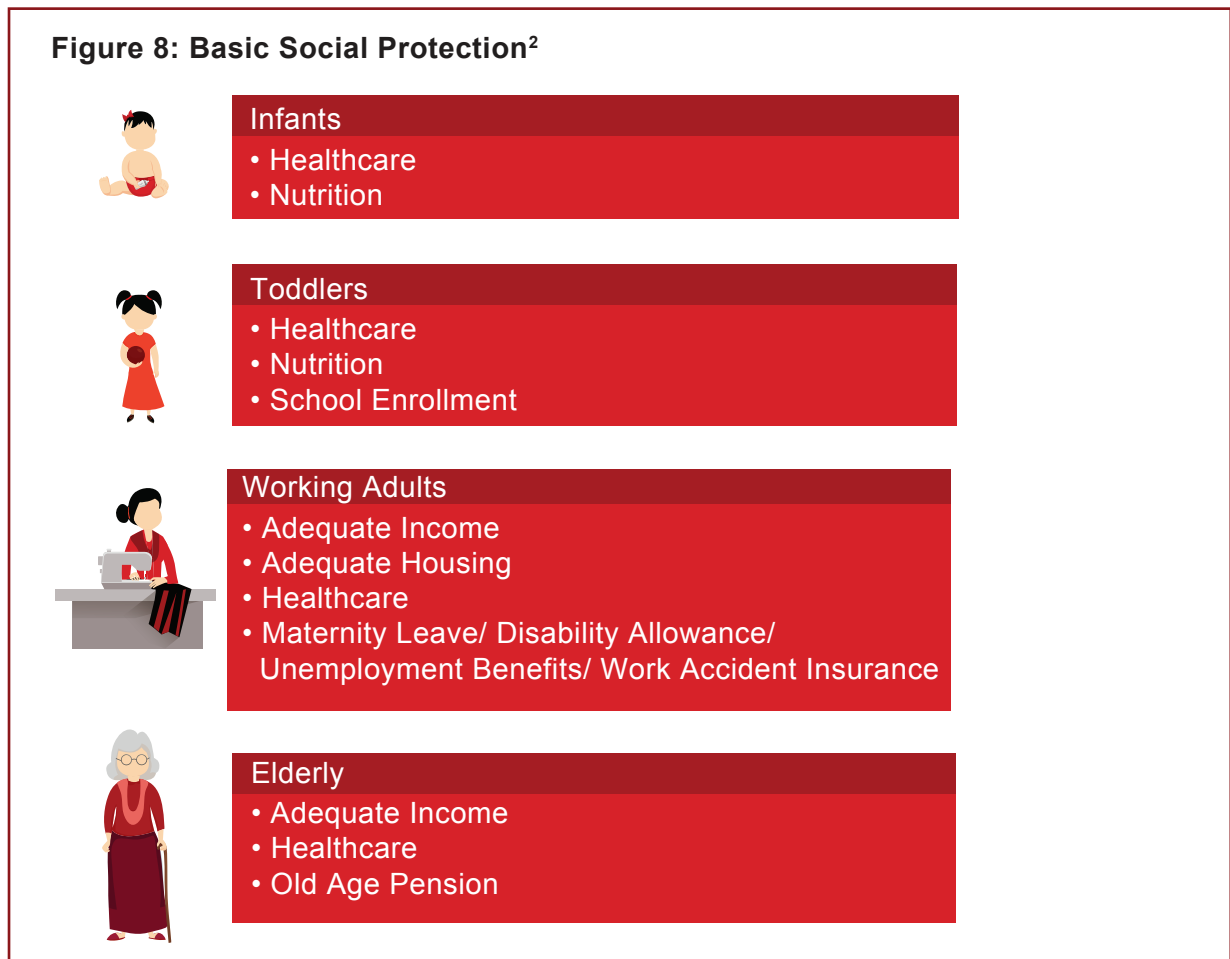 Figure 8: Basic Social Protection²
Infants
• Healthcare
• Nutrition
Toddlers
• Healthcare
• Nutrition
• School Enrollment
Working Adults
• Adequate Income
• Adequate Housing
• Healthcare
• Maternity Leave/ Disability Allowance/
Unemployment Benefits/ Work Accident Insurance
Elderly
• Adequate Income
• Healthcare
• Old Age Pension